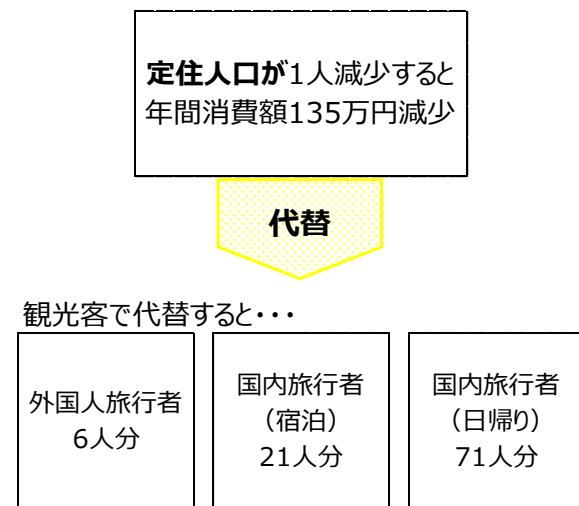 定住人口が1人減少すると
年間消費額135万円減少
代替
観光客で代替すると・・・
外国人旅行者
6人分
国内旅行者
（宿泊）
21人分
国内旅行者
（日帰り）
71人分